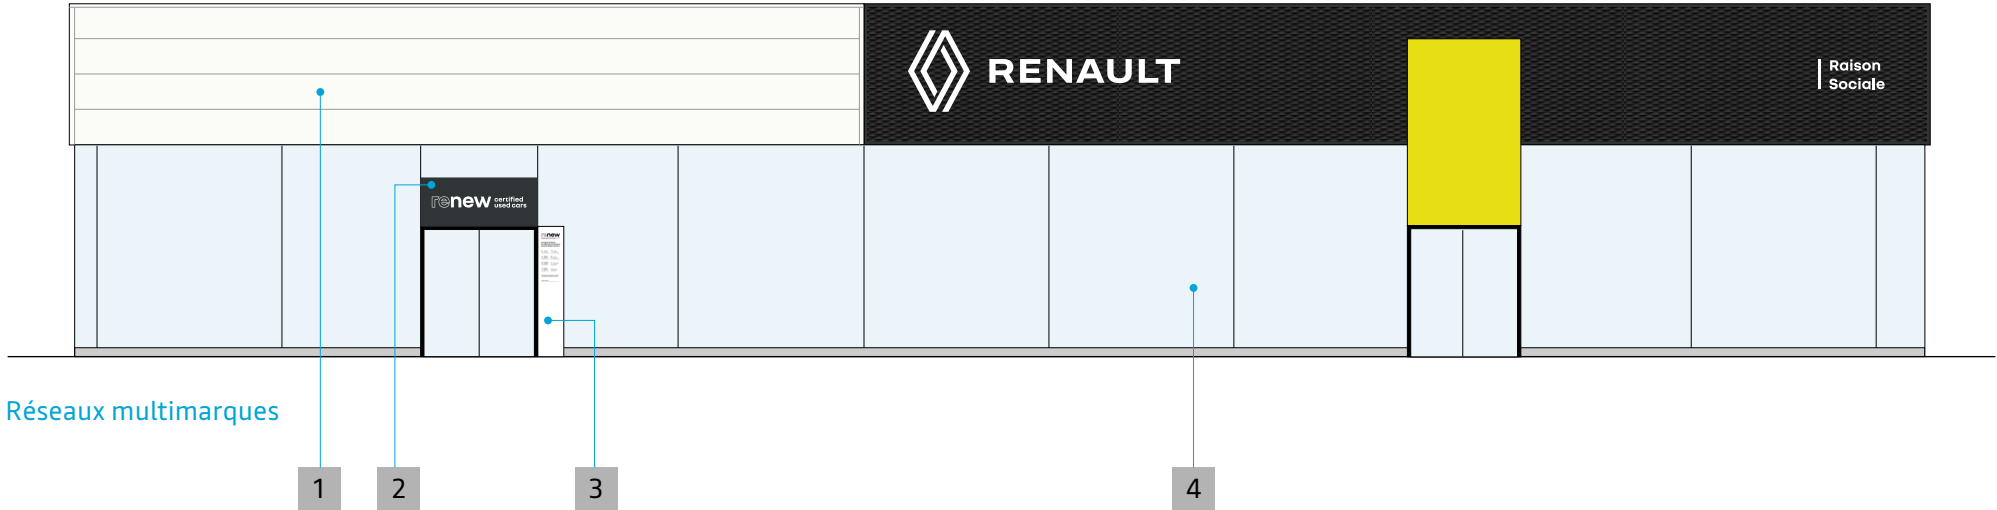 RENAULT
Raison
Sociale
renew certified
used cars
renew
Réseaux multimarques
1
2
3
4